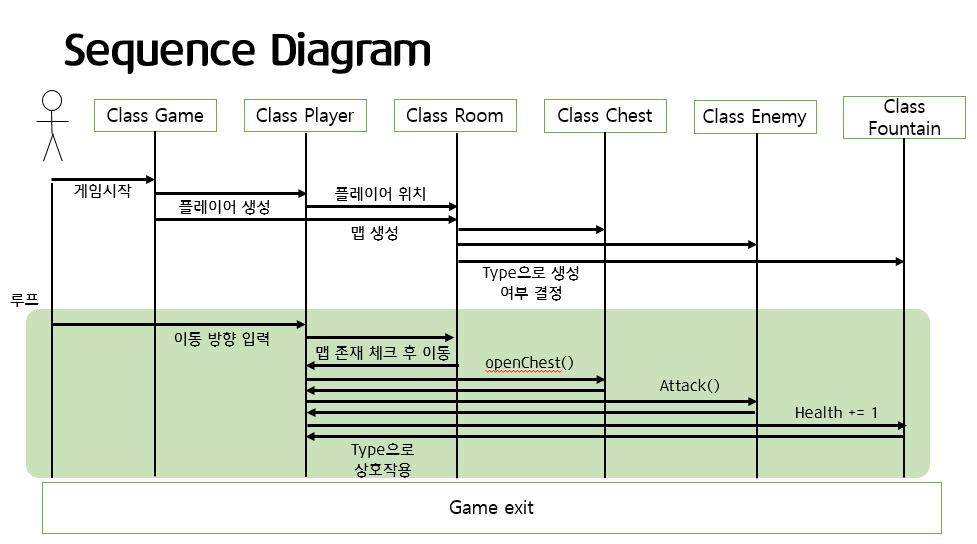 Sequence Diagram
Class Game
Class Player
Class Room
Class Chest
Class Enemy
Class
Fountain
게임시작
플레이어 생성
플레이어 위치
맵 생성
Type으로 생성
여부 결정
루프
이동 방향 입력
맵 존재 체크 후 이동
openChest()
Attack()
Health += 1
Type으로
상호작용
Game exit